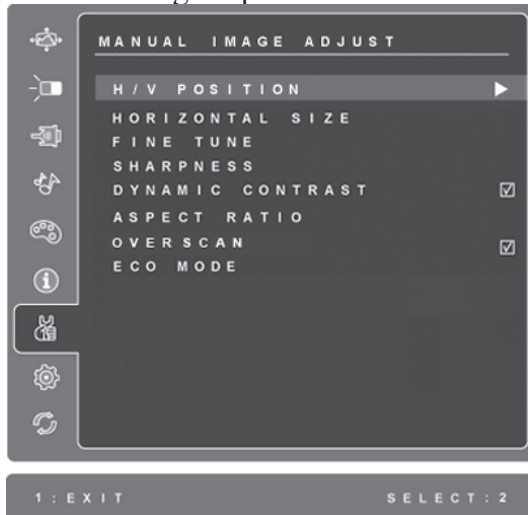 MANUAL IMAGE ADJUST
H/V POSITION
HORIZONTAL SIZE
FINE TUNE
SHARPNESS
DYNAMIC CONTRAST
ASPECT RATIO
OVERSCAN
ECO MODE
1:EXIT SELECT:2